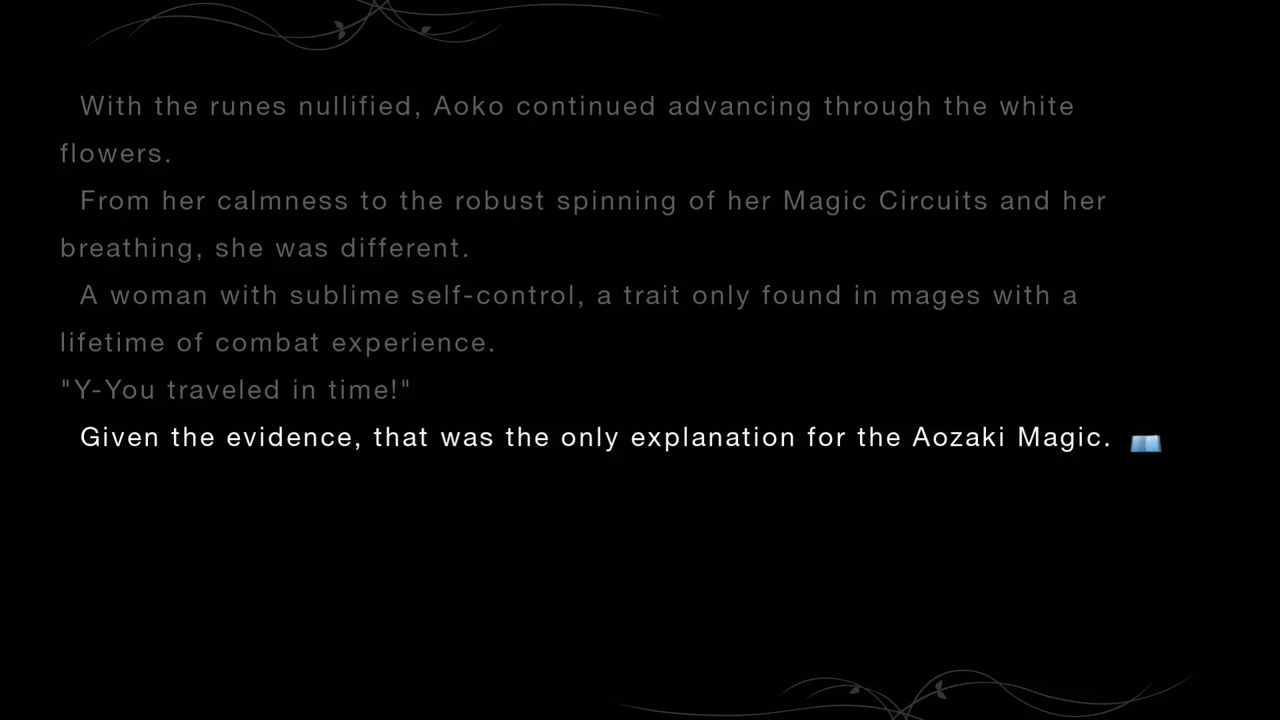 With the runes nullified, Aoko continued advancing through the white
flowers.
From her calmness to the robust spinning of her Magic Circuits and her
breathing, she was different.
A woman with sublime self-control, a trait only found in mages with a
lifetime of combat experience.
"Y-You traveled in time!"
Given the evidence, that was the only explanation for the Aozaki Magic.